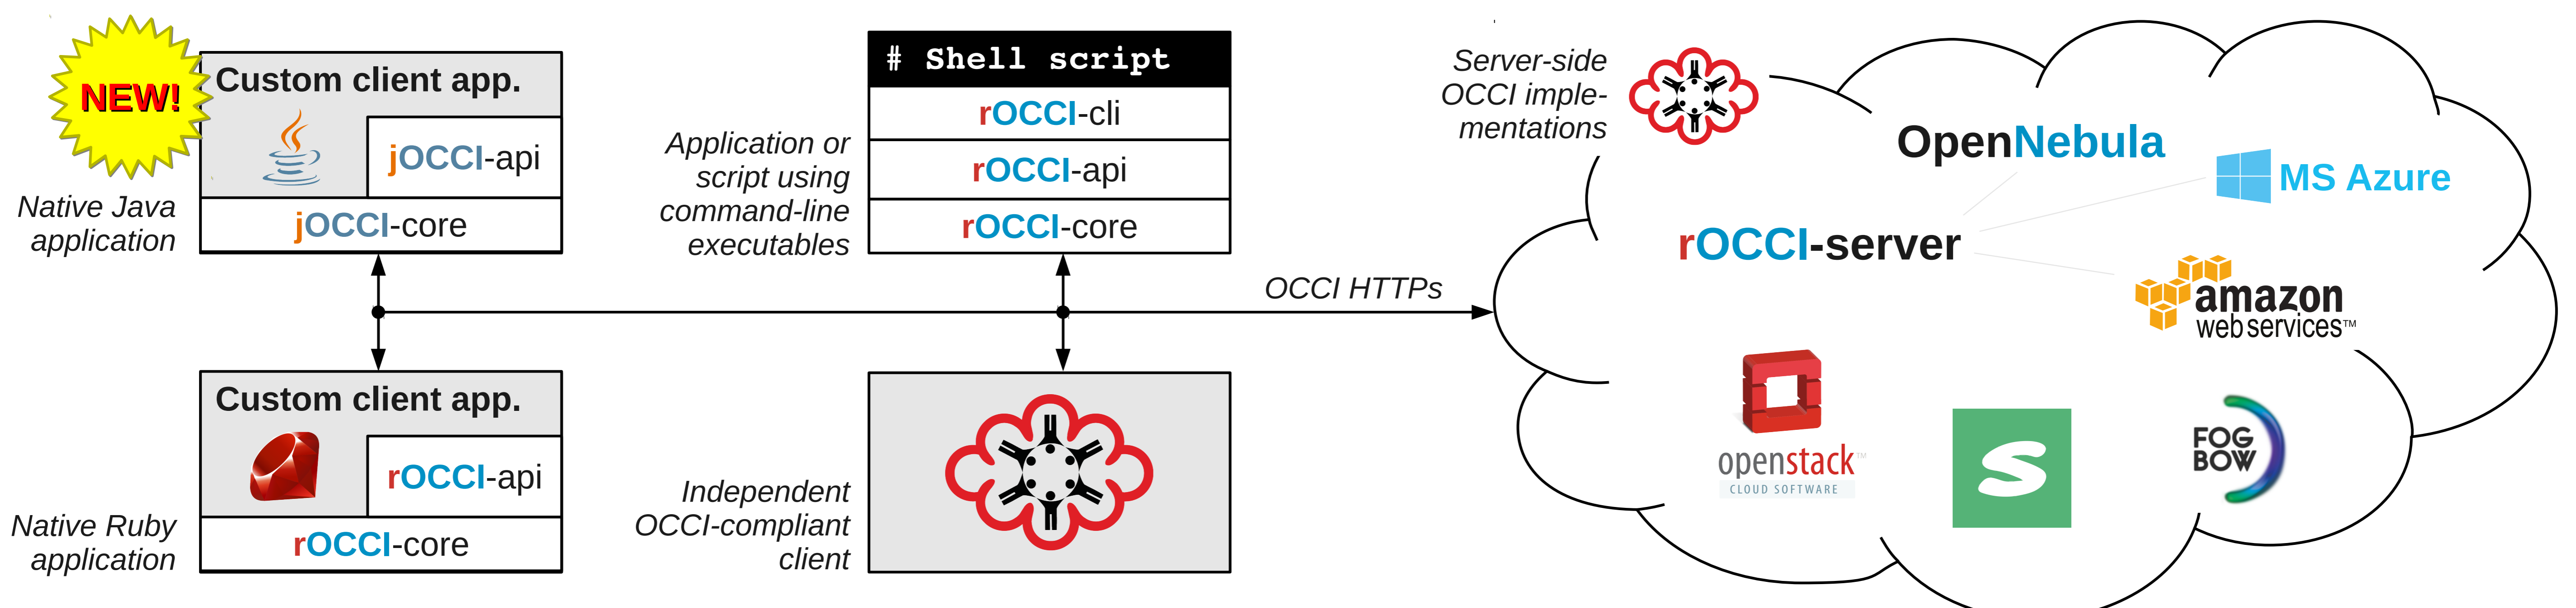 NEW!
Custom client app.
jOCCI-api
jOCCI-core
Native Java
application
Custom client app.
rOCCI-api
rOCCI-core
Native Ruby
application
# Shell script
rOCCI-cli
rOCCI-api
rOCCI-core
Application or
script using
command-line
executables
Independent
OCCI-compliant
client
OCCI HTTPs
Server-side
OCCI imple-
mentations
OpenNebula
MS Azure
rOCCI-server
amazon
webservices™
openstack™
CLOUD SOFTWARE
S
FOG
BOW